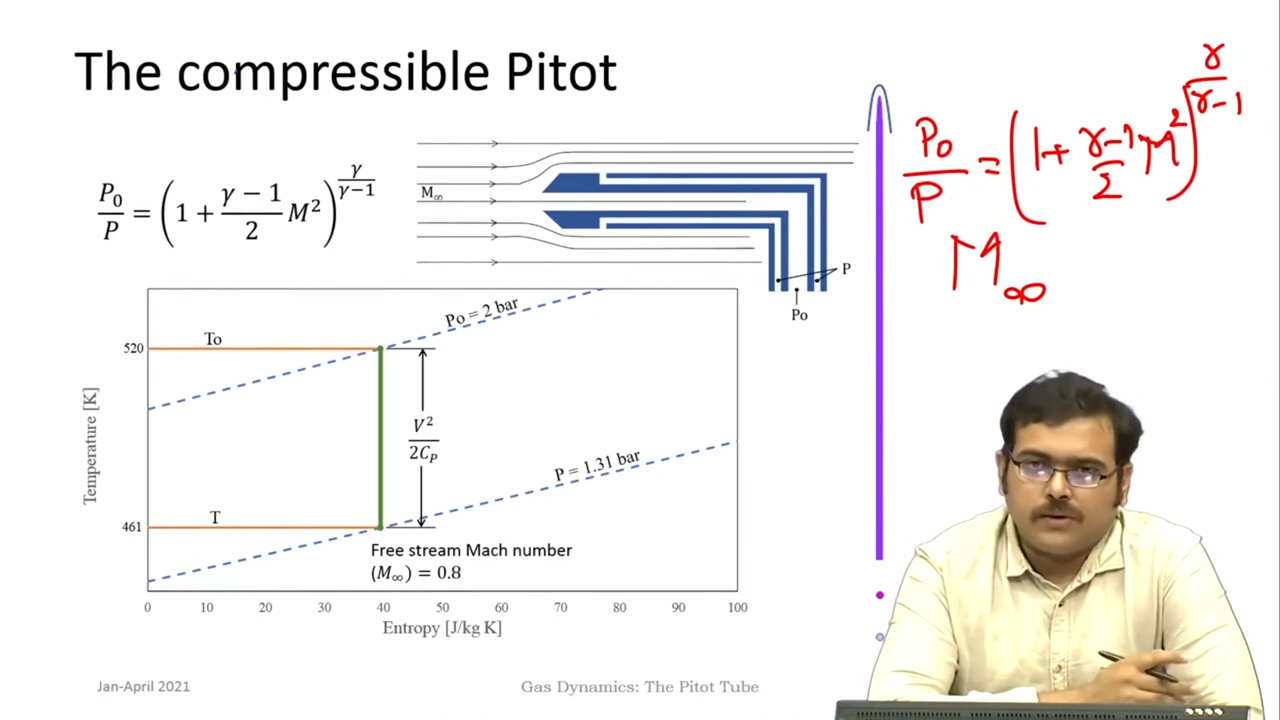 The compressible Pitot
P₀/P = (1 + (γ − 1)/2 M²)^(γ/(γ−1))
M∞
P
Po
P₀/P = (1 + (γ−1)/2 M²)^(γ/(γ−1))
M∞
Po = 2 bar
To
520
V²/2C_P
P = 1.31 bar
T
461
Temperature [K]
Free stream Mach number
(M∞) = 0.8
0 10 20 30 40 50 60 70 80 90 100
Entropy [J/kg K]
Jan-April 2021
Gas Dynamics: The Pitot Tube